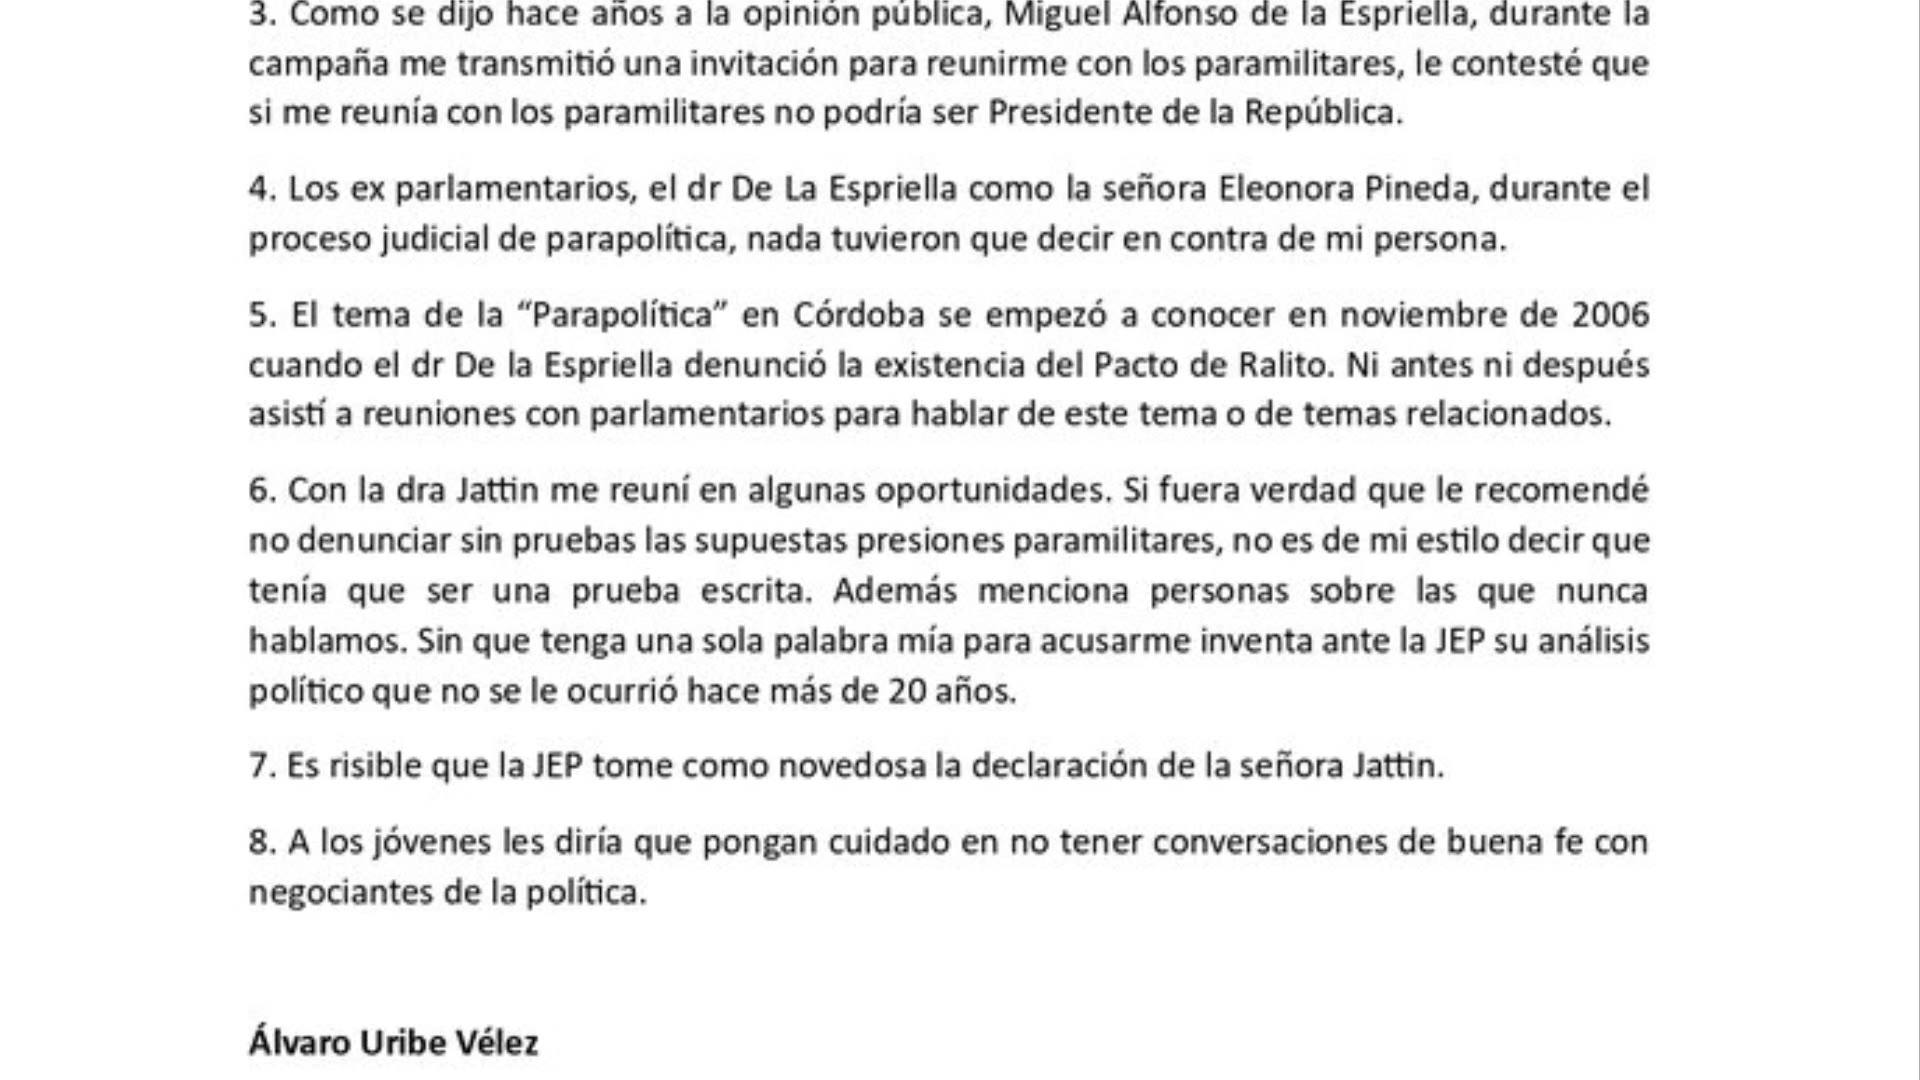 3. Como se dijo hace años a la opinión pública, Miguel Alfonso de la Espriella, durante la
campaña me transmitió una invitación para reunirme con los paramilitares, le contesté que
si me reunía con los paramilitares no podría ser Presidente de la República.
4. Los ex parlamentarios, el dr De La Espriella como la señora Eleonora Pineda, durante el
proceso judicial de parapolítica, nada tuvieron que decir en contra de mi persona.
5. El tema de la “Parapolítica” en Córdoba se empezó a conocer en noviembre de 2006
cuando el dr De la Espriella denunció la existencia del Pacto de Ralito. Ni antes ni después
asistí a reuniones con parlamentarios para hablar de este tema o de temas relacionados.
6. Con la dra Jattin me reuní en algunas oportunidades. Si fuera verdad que le recomendé
no denunciar sin pruebas las supuestas presiones paramilitares, no es de mi estilo decir que
tenía que ser una prueba escrita. Además menciona personas sobre las que nunca
hablamos. Sin que tenga una sola palabra mía para acusarme inventa ante la JEP su análisis
político que no se le ocurrió hace más de 20 años.
7. Es risible que la JEP tome como novedosa la declaración de la señora Jattin.
8. A los jóvenes les diría que pongan cuidado en no tener conversaciones de buena fe con
negociantes de la política.
Álvaro Uribe Vélez